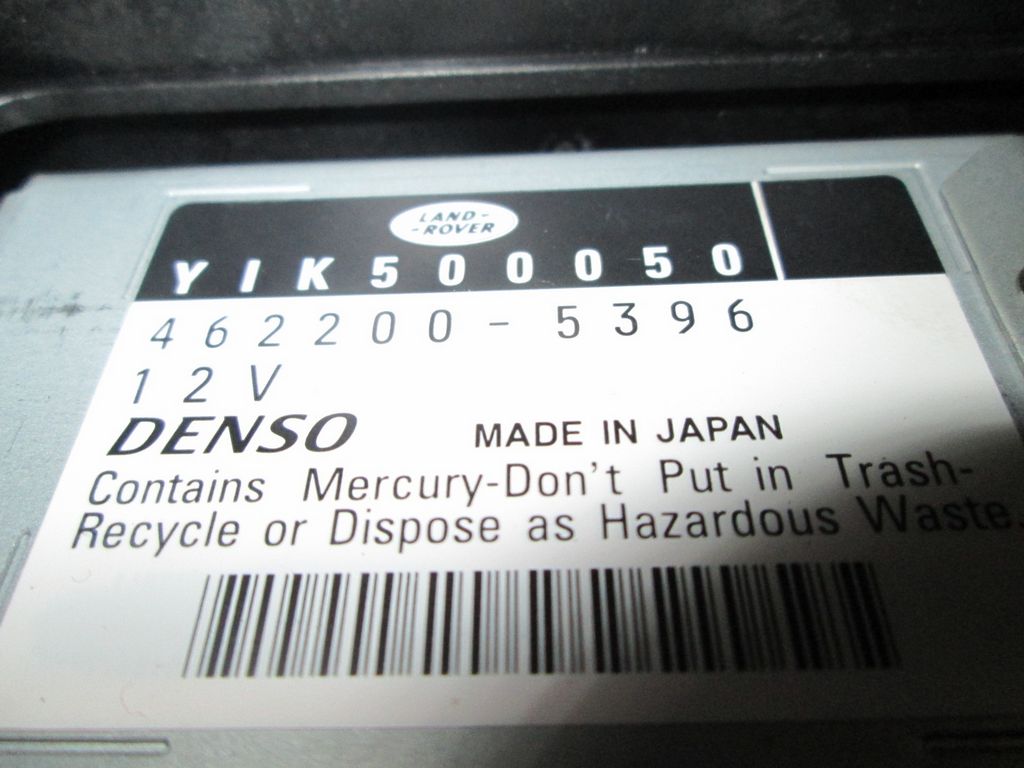 LAND-
-ROVER
YIK500050
462200-5396
12V
DENSO MADE IN JAPAN
Contains Mercury-Don't Put in Trash-
Recycle or Dispose as Hazardous Waste.